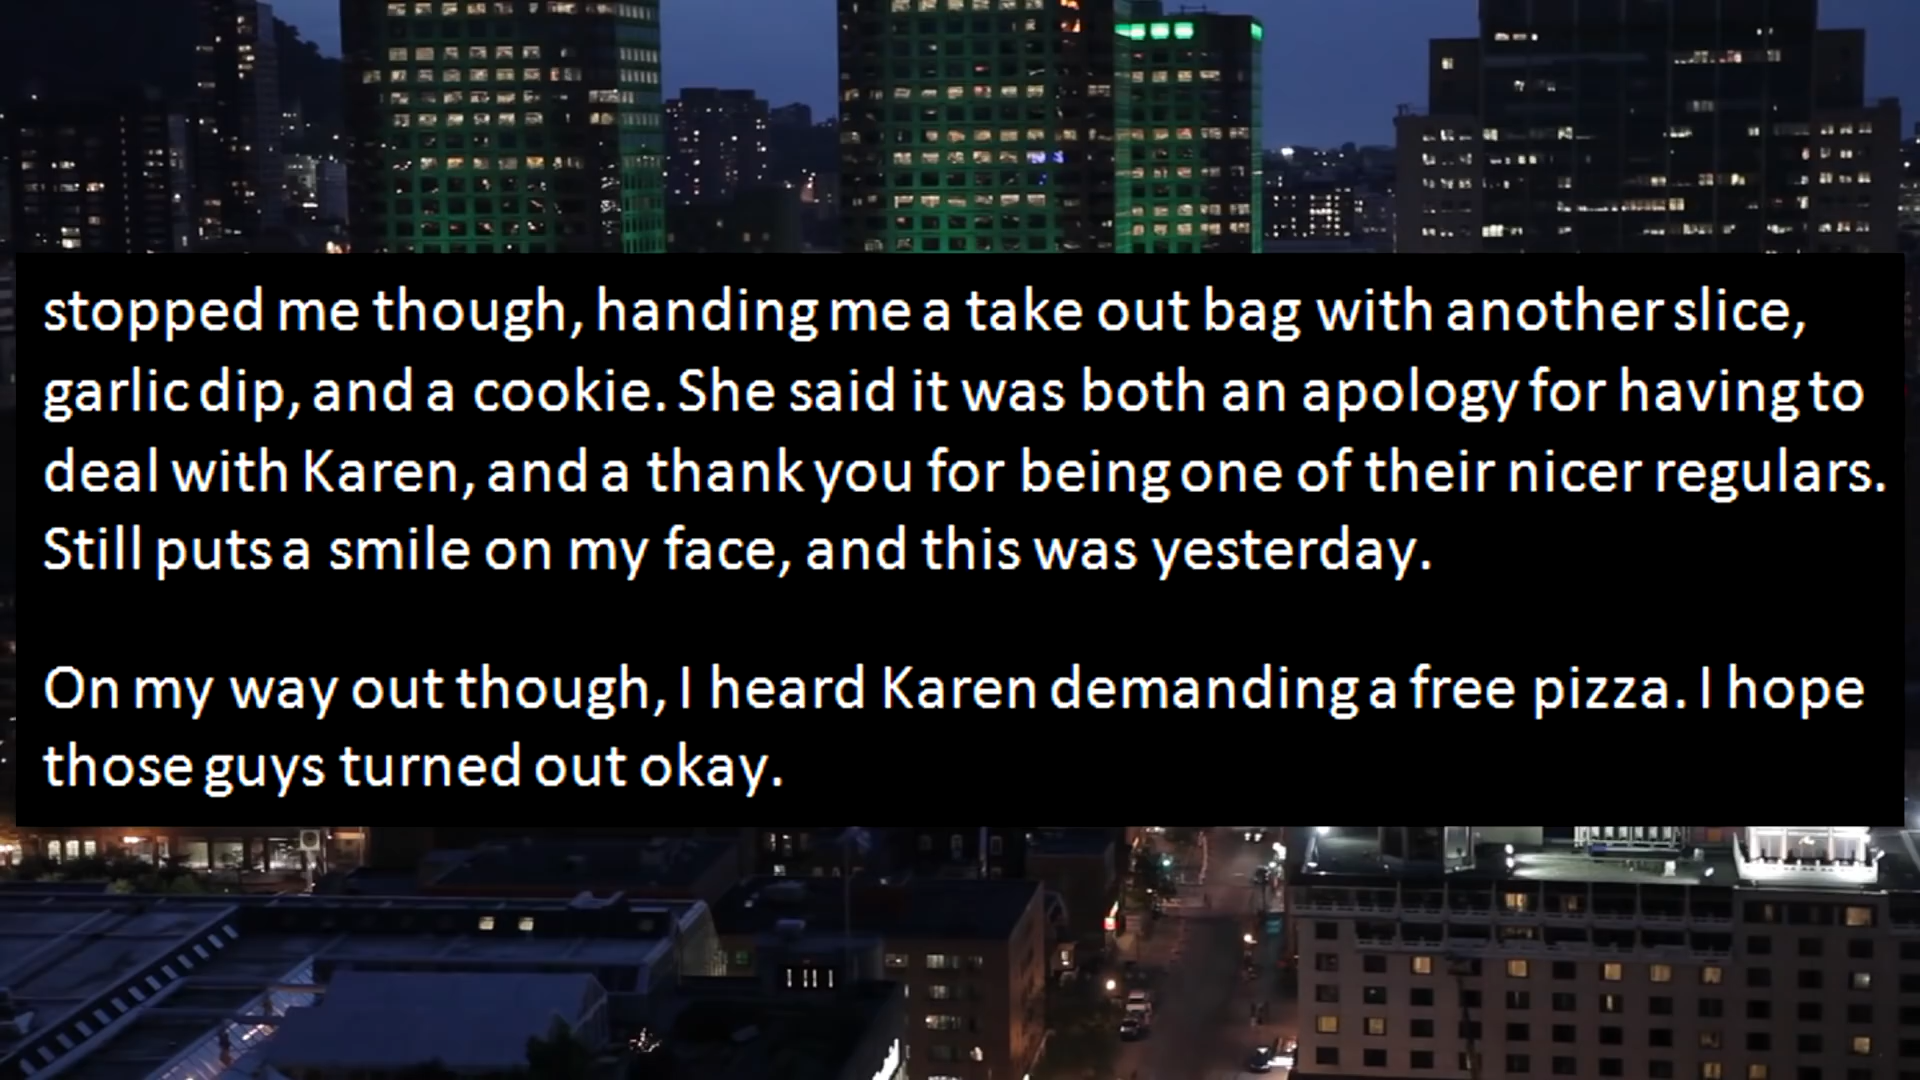 stopped me though, handing me a take out bag with another slice,
garlic dip, and a cookie. She said it was both an apology for having to
deal with Karen, and a thank you for being one of their nicer regulars.
Still puts a smile on my face, and this was yesterday.
On my way out though, I heard Karen demanding a free pizza. I hope
those guys turned out okay.